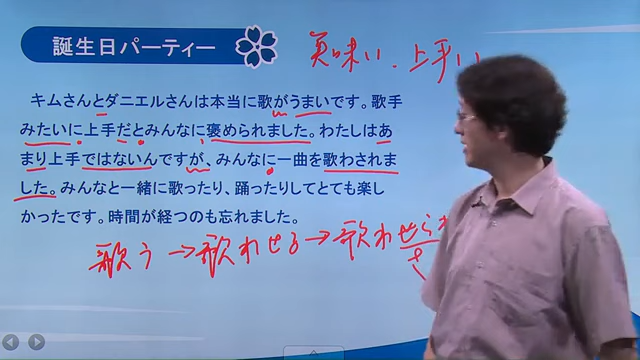 誕生日パーティー
美味い、上手い
キムさんとダニエルさんは本当に歌がうまいです。歌手
みたいに上手だとみんなに褒められました。わたしはあ
まり上手ではないんですが、みんなに一曲を歌わされま
した。みんなと一緒に歌ったり、踊ったりしてとても楽し
かったです。時間が経つのも忘れました。
歌う→歌わせる→歌わせられ
さ